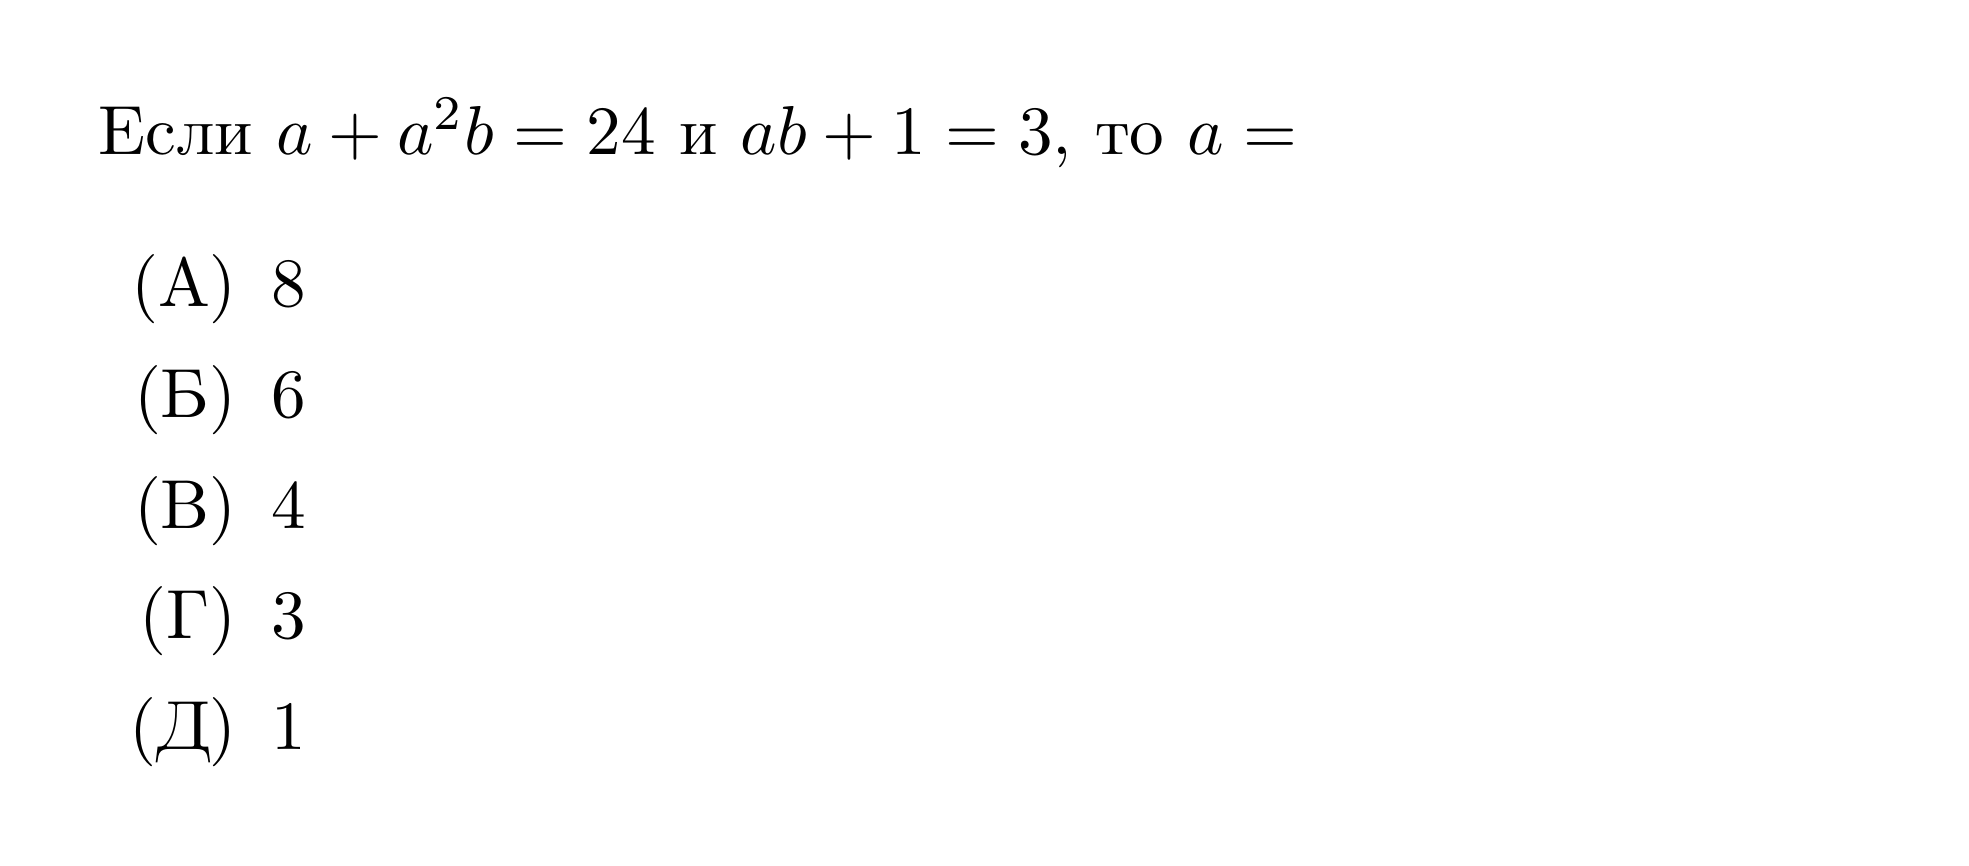 Если a + a²b = 24 и ab + 1 = 3, то a =
(А) 8
(Б) 6
(В) 4
(Г) 3
(Д) 1